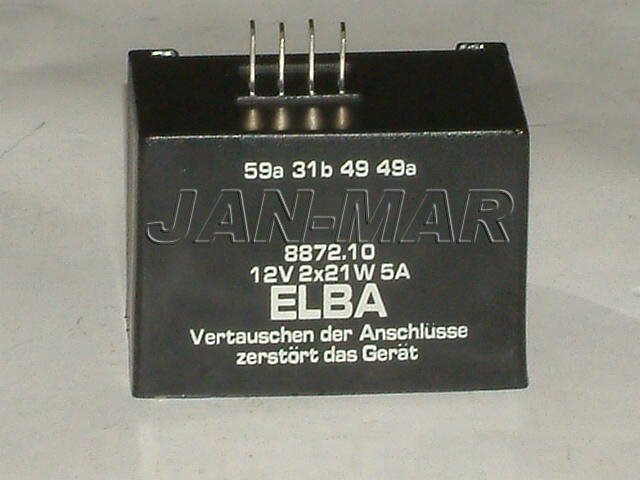 59a 31b 49 49a
JAN-MAR
8872.10
12V 2x21W 5A
ELBA
Vertauschen der Anschlüsse
zerstört das Gerät